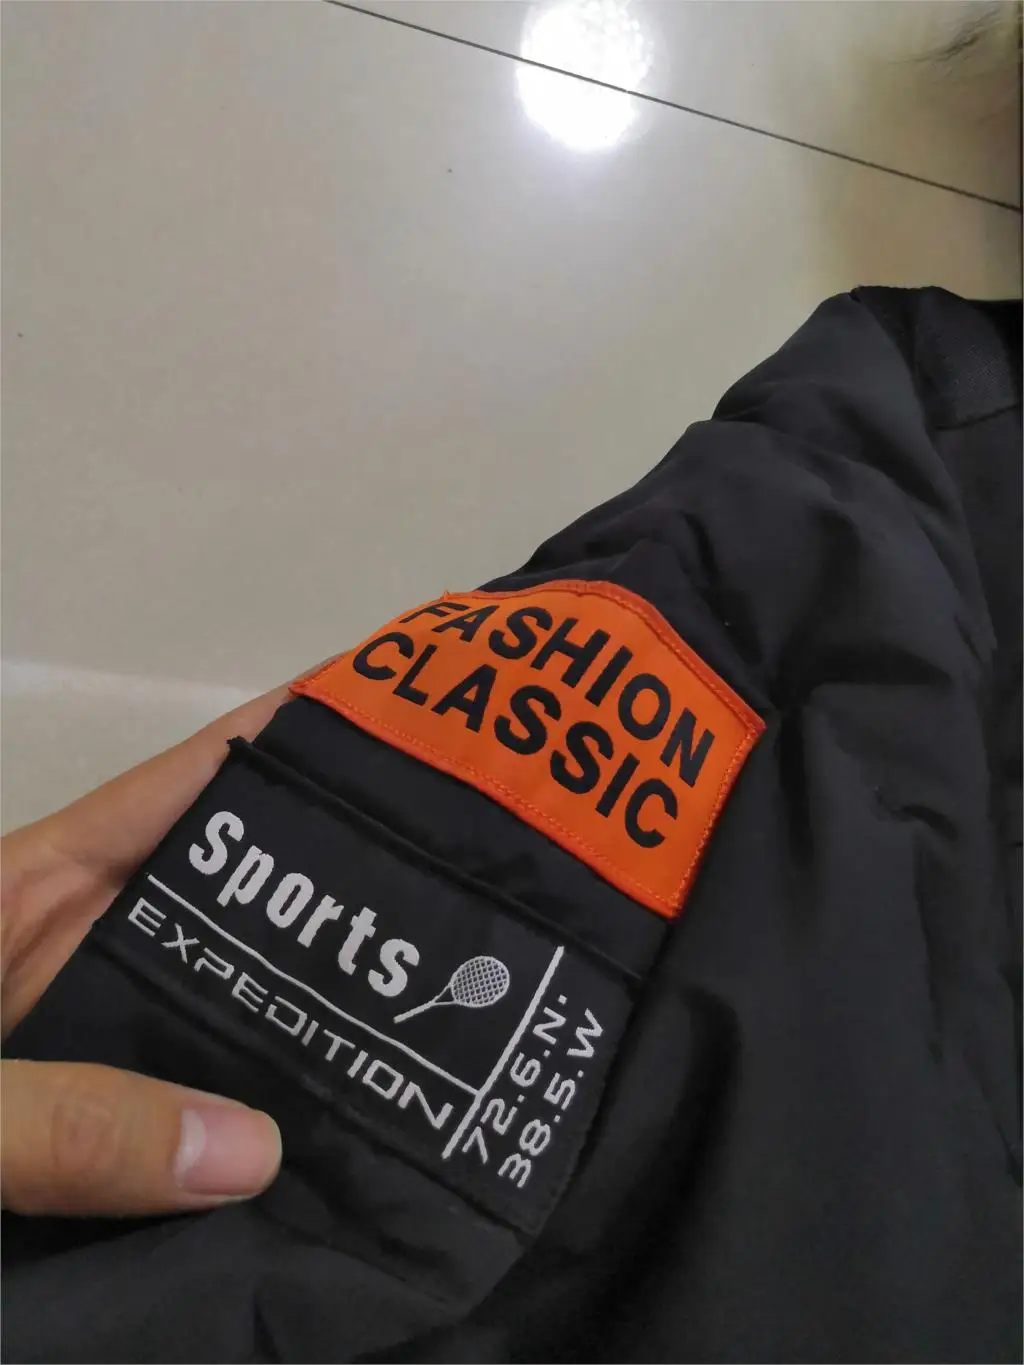 FASHION
CLASSIC
Sports
EXPEDITION
72.6.N·
38.5.W